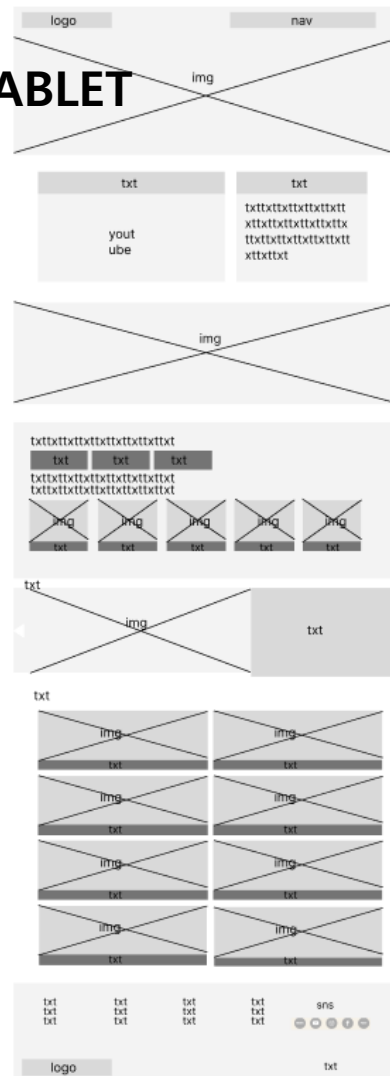 logo nav
ABLET
img
txt txt
yout
ube
txttxttxttxttxttxtt
xttxttxttxttxttxttx
ttxttxttxttxttxttxtt
xttxttxt
img
txttxttxttxttxttxttxttxttxt
txt txt txt
txttxttxttxttxttxttxttxttxt
txttxttxttxttxttxttxttxttxt
img img img img img
txt txt txt txt txt
txt
img
txt
txt
img img
txt txt
img img
txt txt
img img
txt txt
img img
txt txt
txt txt txt txt
txt txt txt txt
txt txt txt txt
sns
logo txt